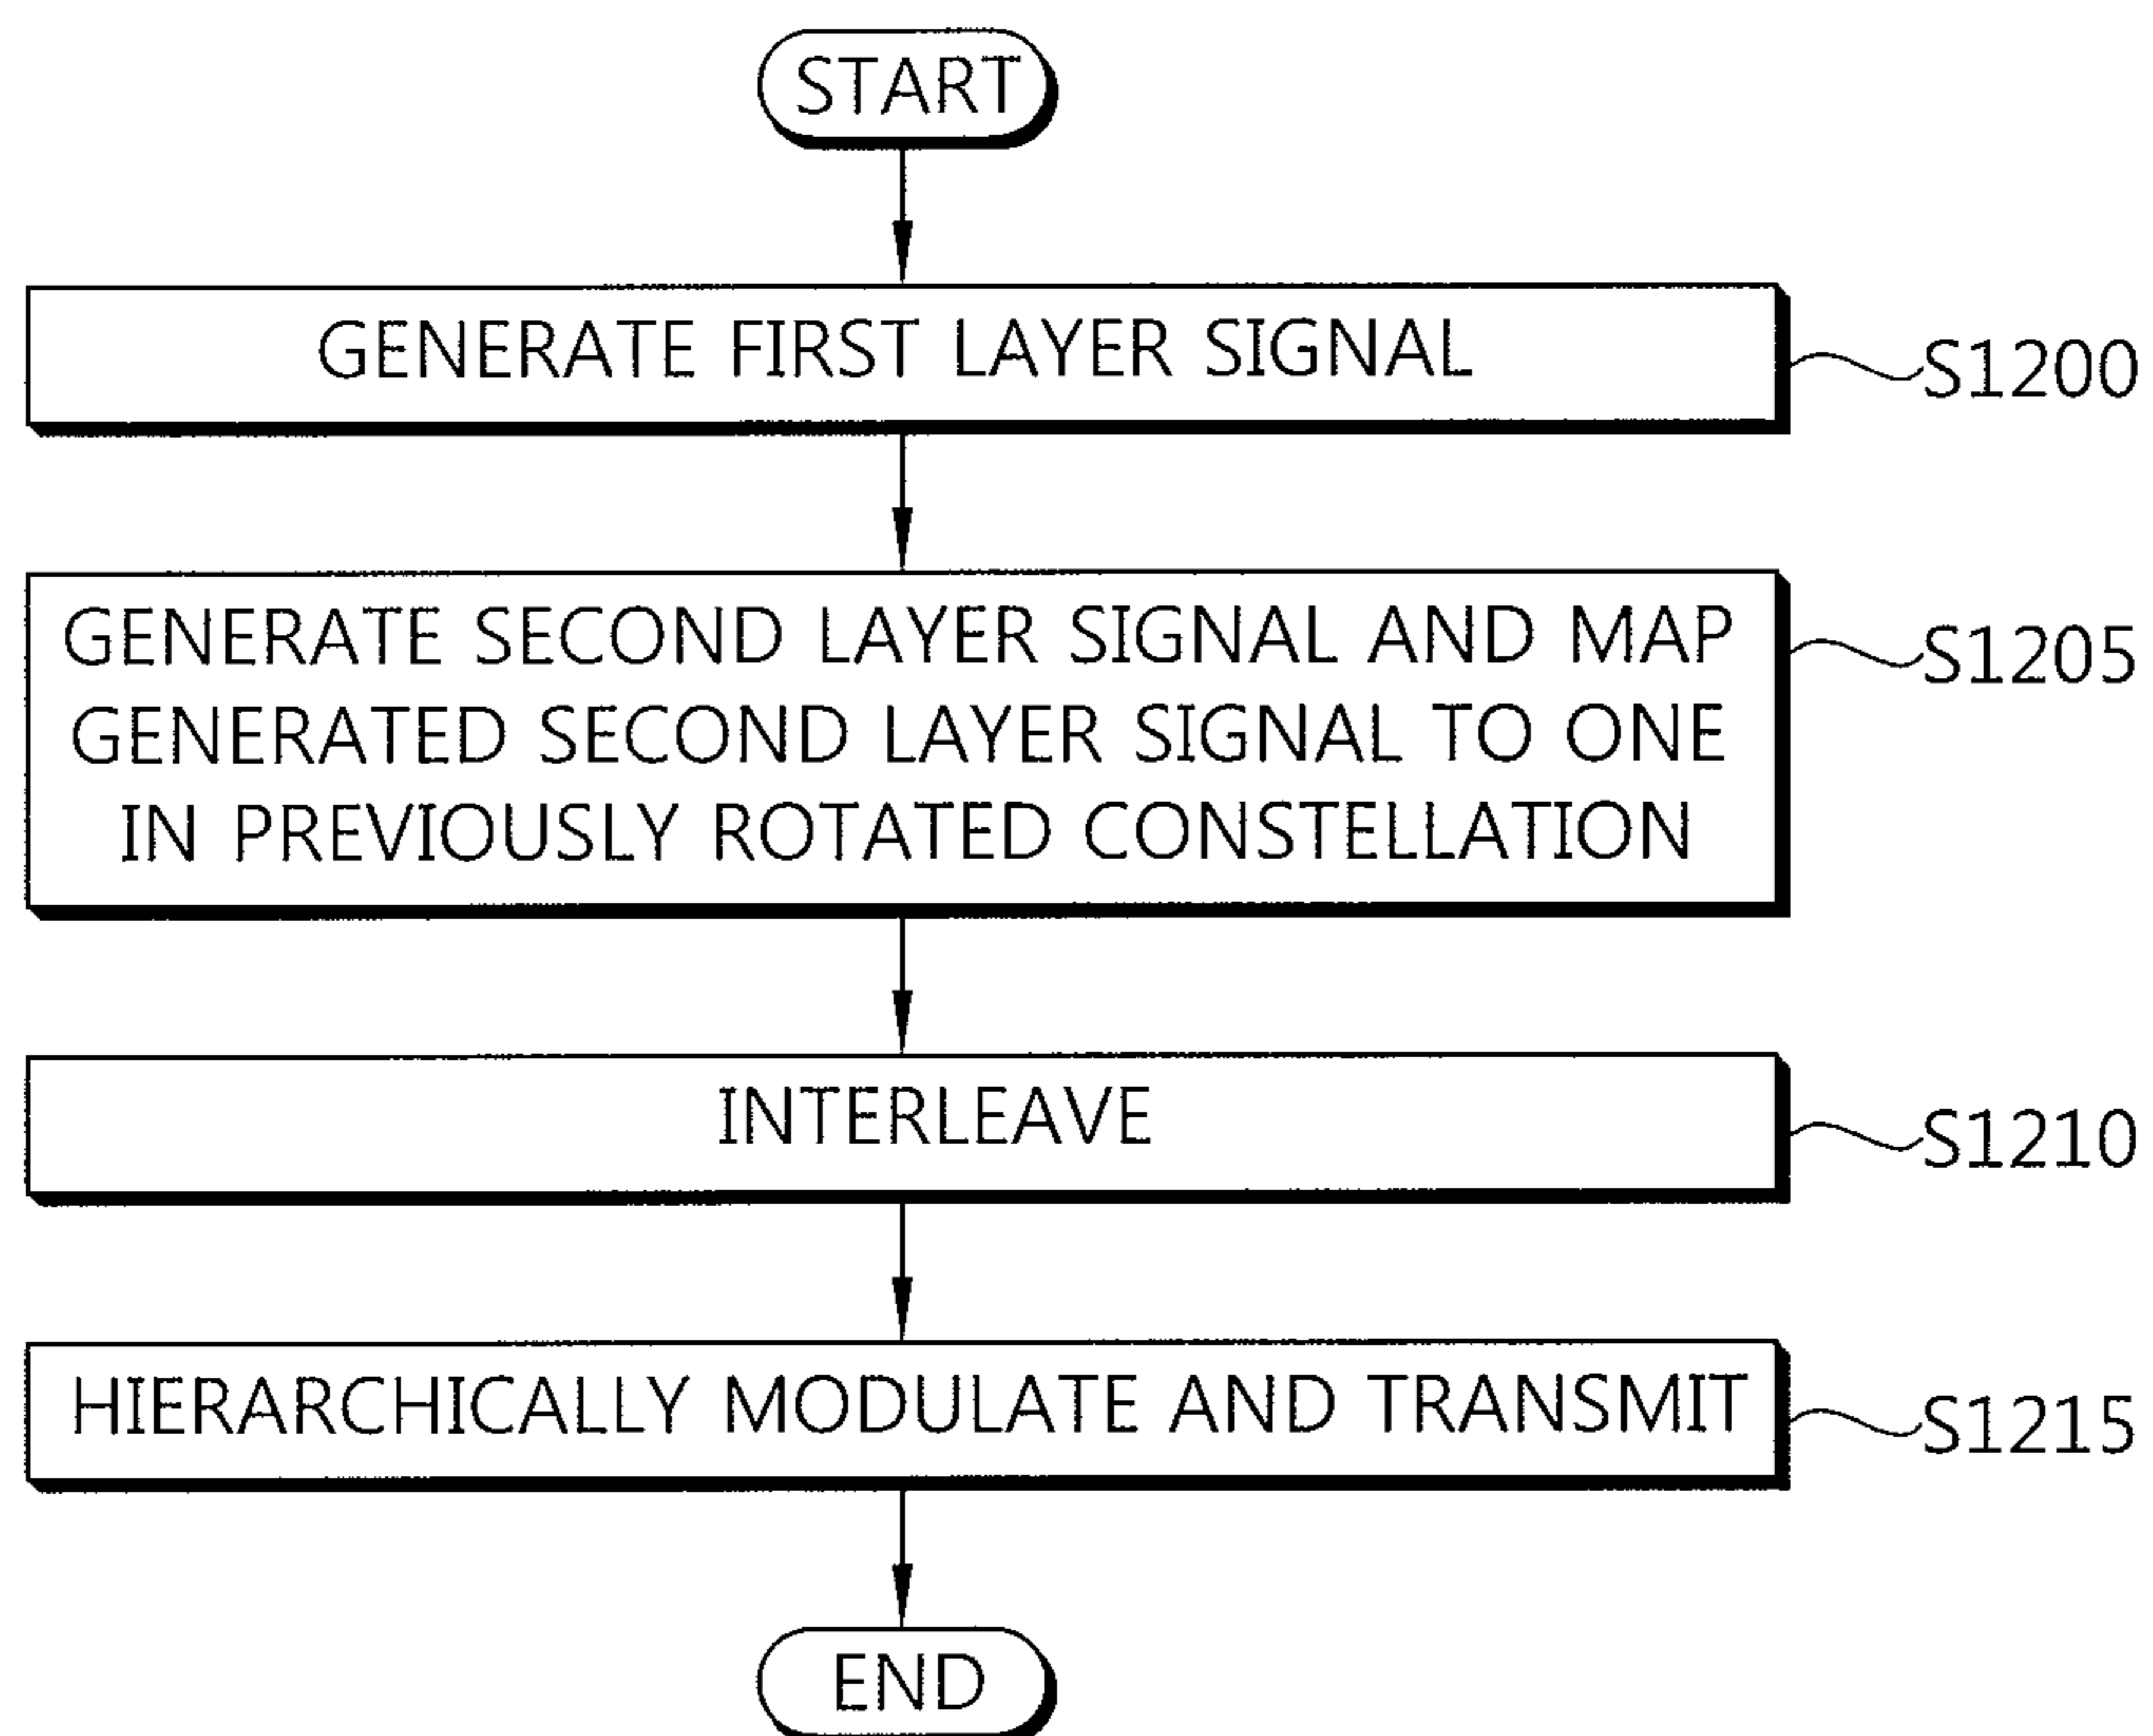 START
GENERATE FIRST LAYER SIGNAL
S1200
GENERATE SECOND LAYER SIGNAL AND MAP
GENERATED SECOND LAYER SIGNAL TO ONE
IN PREVIOUSLY ROTATED CONSTELLATION
S1205
INTERLEAVE
S1210
HIERARCHICALLY MODULATE AND TRANSMIT
S1215
END